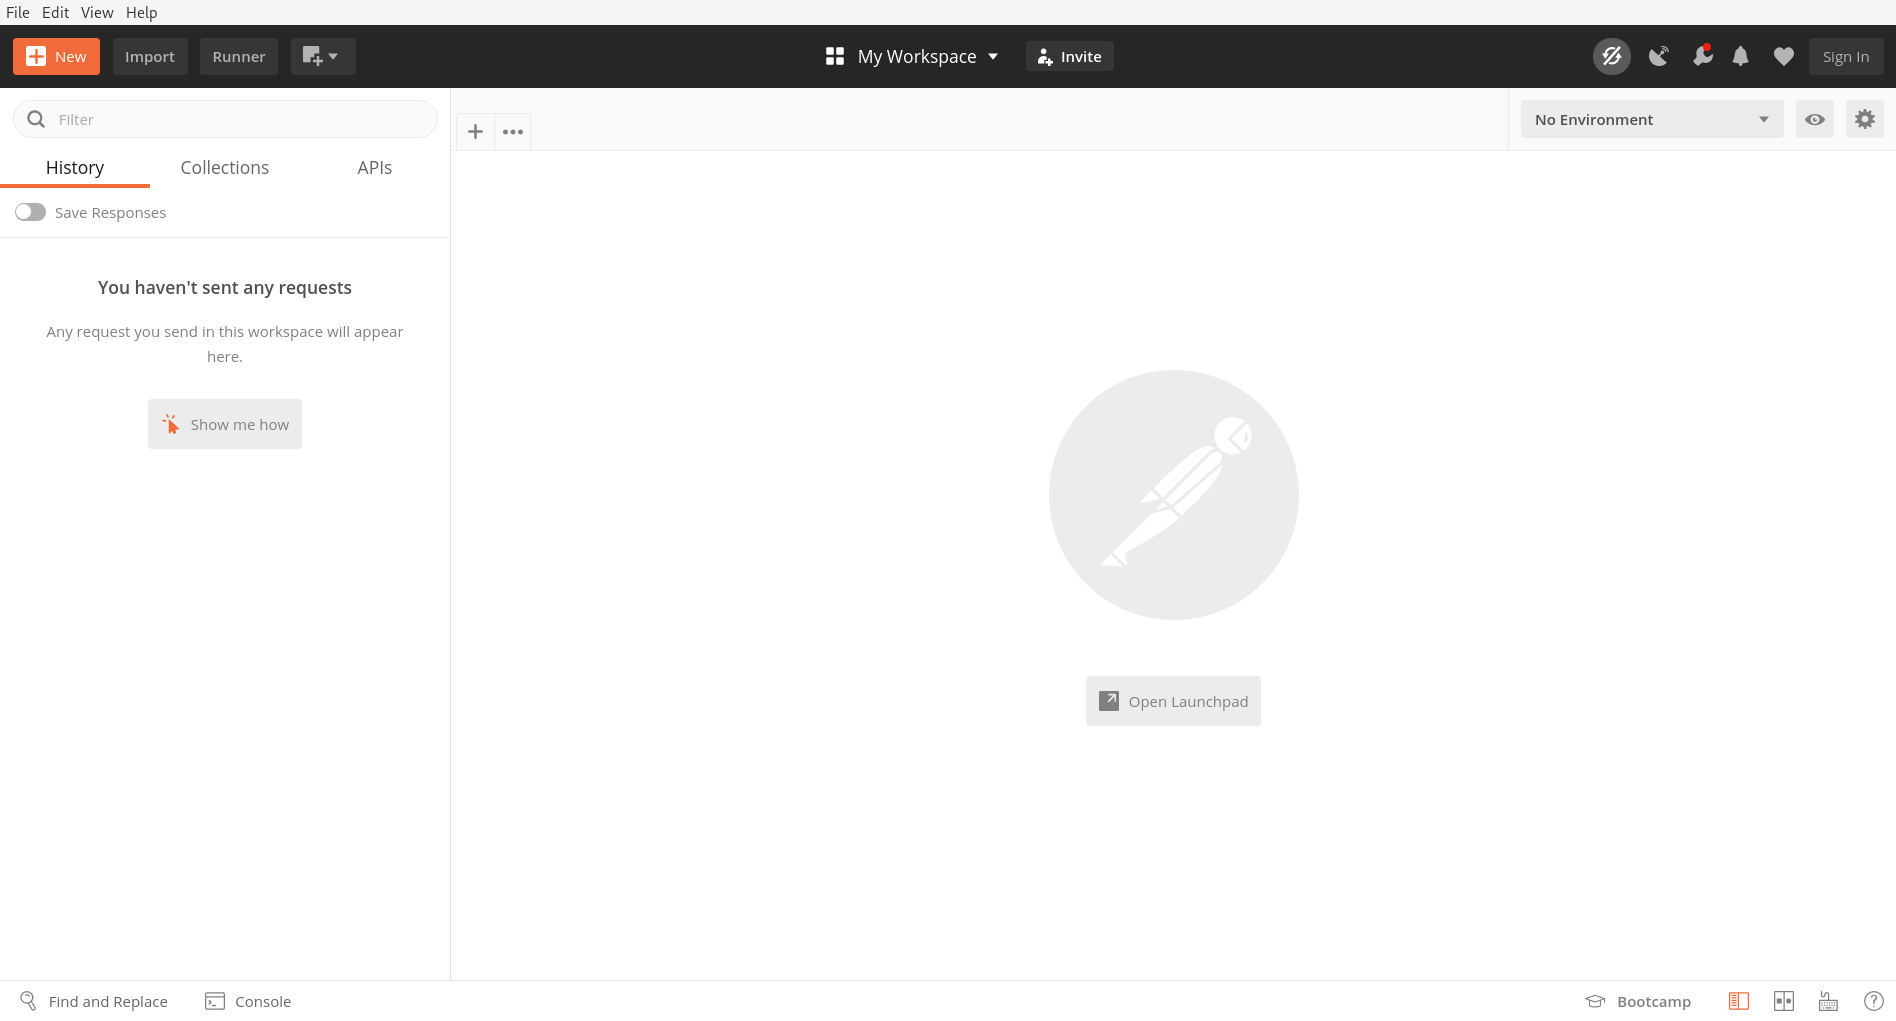 File Edit View Help
New Import Runner My Workspace Invite Sign In
Filter
No Environment
History Collections APIs
Save Responses
You haven't sent any requests
Any request you send in this workspace will appear
here.
Show me how
Open Launchpad
Find and Replace Console Bootcamp